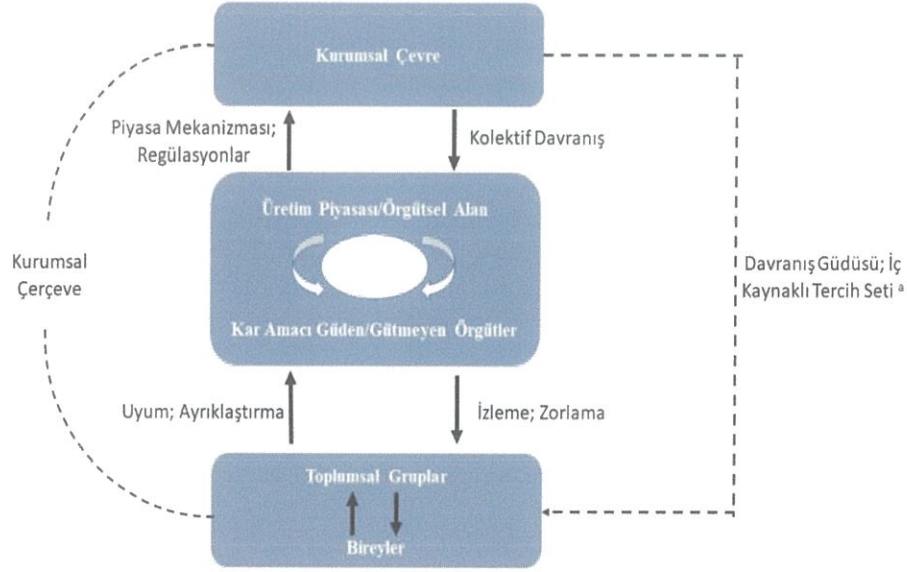 Kurumsal Çevre
Piyasa Mekanizması;
Regülasyonlar
Kolektif Davranış
Üretim Piyasası/Örgütsel Alan
Kurumsal
Çerçeve
Davranış Güdüsü; İç
Kaynaklı Tercih Seti ᵃ
Kar Amacı Güden/Gütmeyen Örgütler
Uyum; Ayrıklaştırma
İzleme; Zorlama
Toplumsal Gruplar
Bireyler